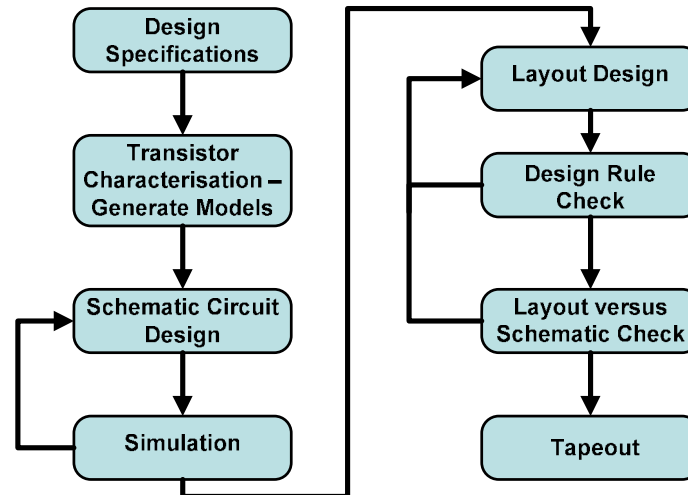 Design
Specifications
Transistor
Characterisation –
Generate Models
Schematic Circuit
Design
Simulation
Layout Design
Design Rule
Check
Layout versus
Schematic Check
Tapeout